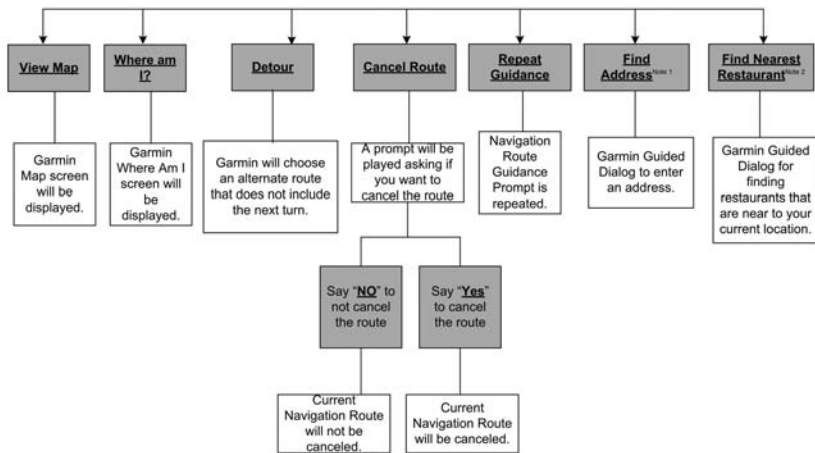 View Map
Where am
I?
Detour
Cancel Route
Repeat
Guidance
Find
Address Note 1
Find Nearest
Restaurant Note 2
Garmin
Map screen
will be
displayed.
Garmin
Where Am I
screen will
be
displayed.
Garmin will choose
an alternate route
that does not include
the next turn.
A prompt will be
played asking if
you want to
cancel the route
Navigation
Route
Guidance
Prompt is
repeated.
Garmin Guided
Dialog to enter
an address.
Garmin Guided
Dialog for
finding
restaurants that
are near to your
current location.
Say “NO” to
not cancel
the route
Say “Yes”
to cancel
the route
Current
Navigation Route
will not be
canceled.
Current
Navigation Route
will be canceled.